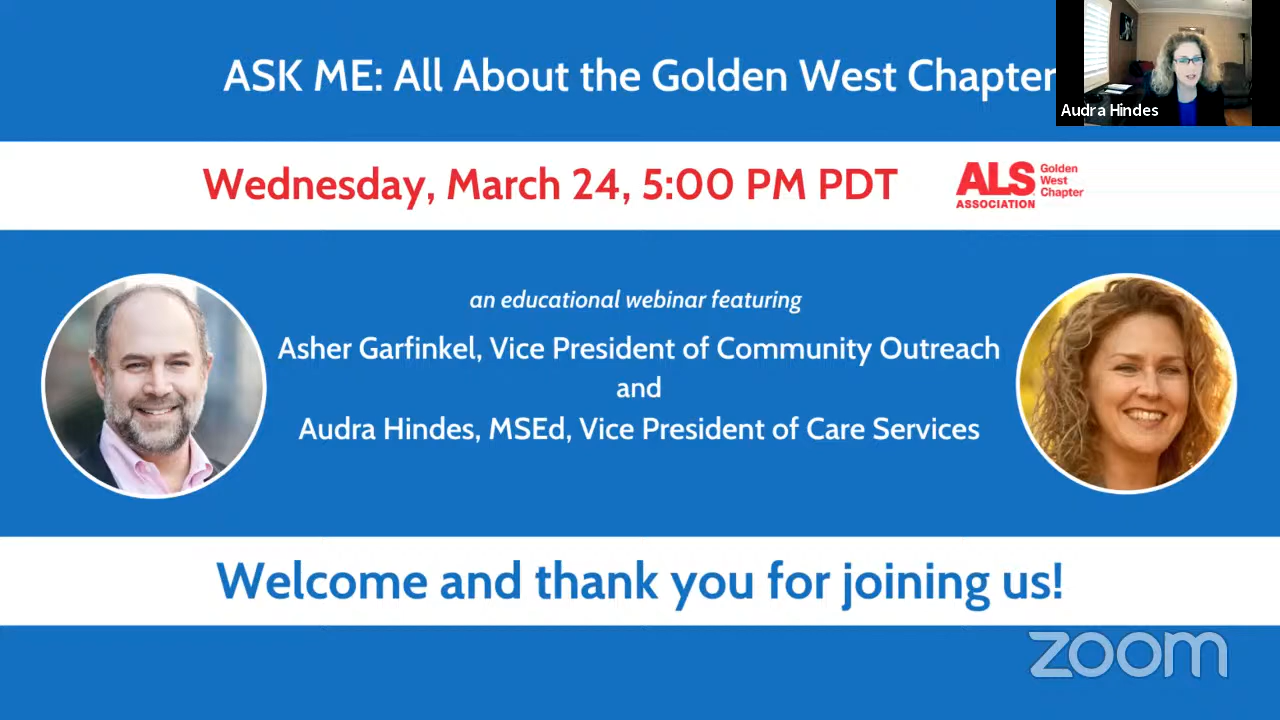 ASK ME: All About the Golden West Chapter
Audra Hindes
Wednesday, March 24, 5:00 PM PDT
ALS
ASSOCIATION
Golden
West
Chapter
an educational webinar featuring
Asher Garfinkel, Vice President of Community Outreach
and
Audra Hindes, MSEd, Vice President of Care Services
Welcome and thank you for joining us!
zoom